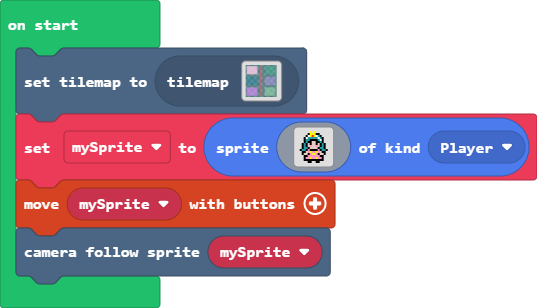 on start
set tilemap to tilemap
set mySprite to sprite of kind Player
move mySprite with buttons
camera follow sprite mySprite